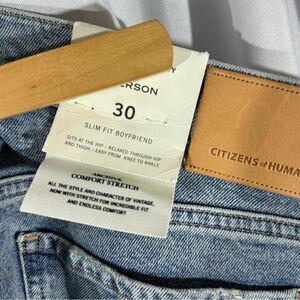 ERSON
30
SLIM FIT BOYFRIEND
SITS AT THE HIP - RELAXED THROUGH HIP
AND THIGH - EASY FROM KNEE TO ANKLE
ARCHIVE
COMFORT STRETCH
ALL THE STYLE AND CHARACTER OF VINTAGE,
NOW WITH STRETCH FOR INCREDIBLE FIT
AND ENDLESS COMFORT
CITIZENS of HUMA